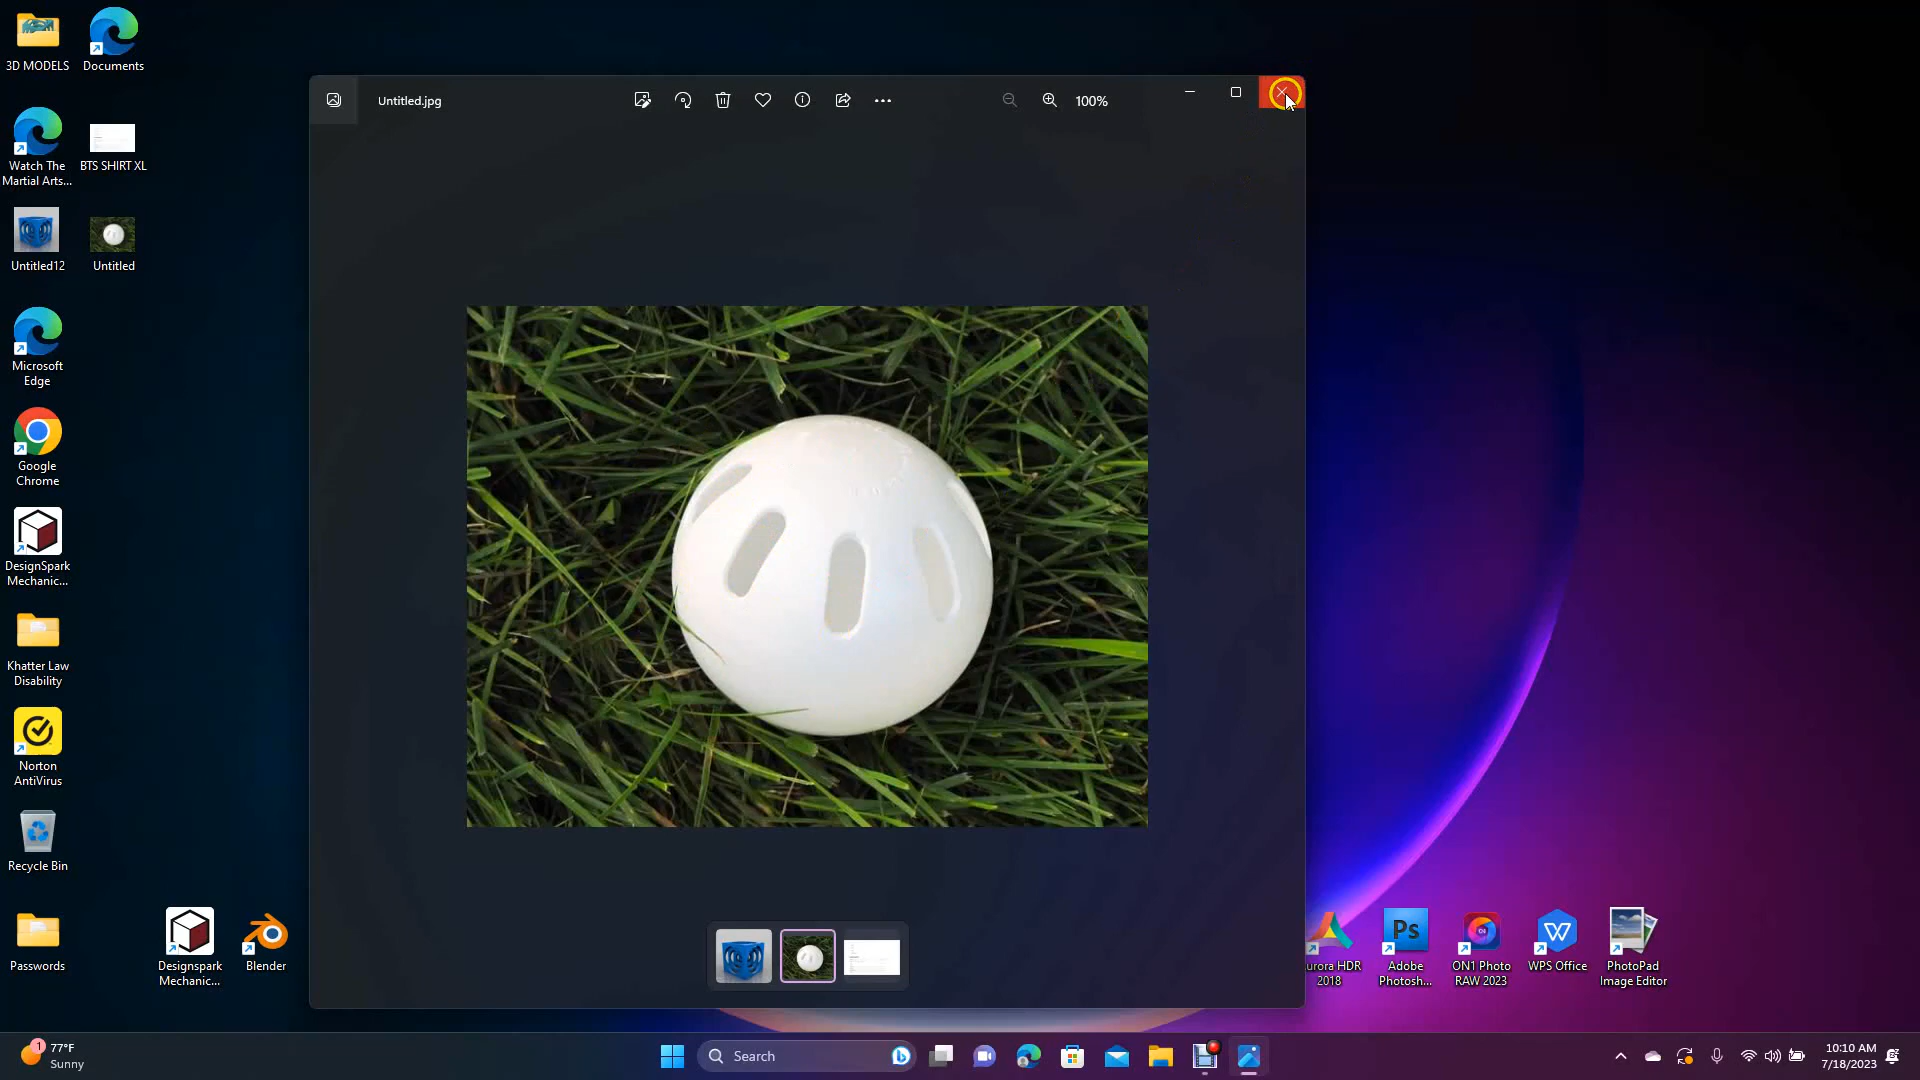 3D MODELS
Documents
Watch The
Martial Arts...
BTS SHIRT XL
Untitled12
Untitled
Microsoft
Edge
Google
Chrome
DesignSpark
Mechanic...
Khatter Law
Disability
Norton
AntiVirus
Recycle Bin
Passwords
Designspark
Mechanic...
Blender
Untitled.jpg
100%
urora HDR
2018
Ps
Adobe
Photosh...
ON1 Photo
RAW 2023
WPS Office
PhotoPad
Image Editor
1
77°F
Sunny
Search
10:10 AM
7/18/2023